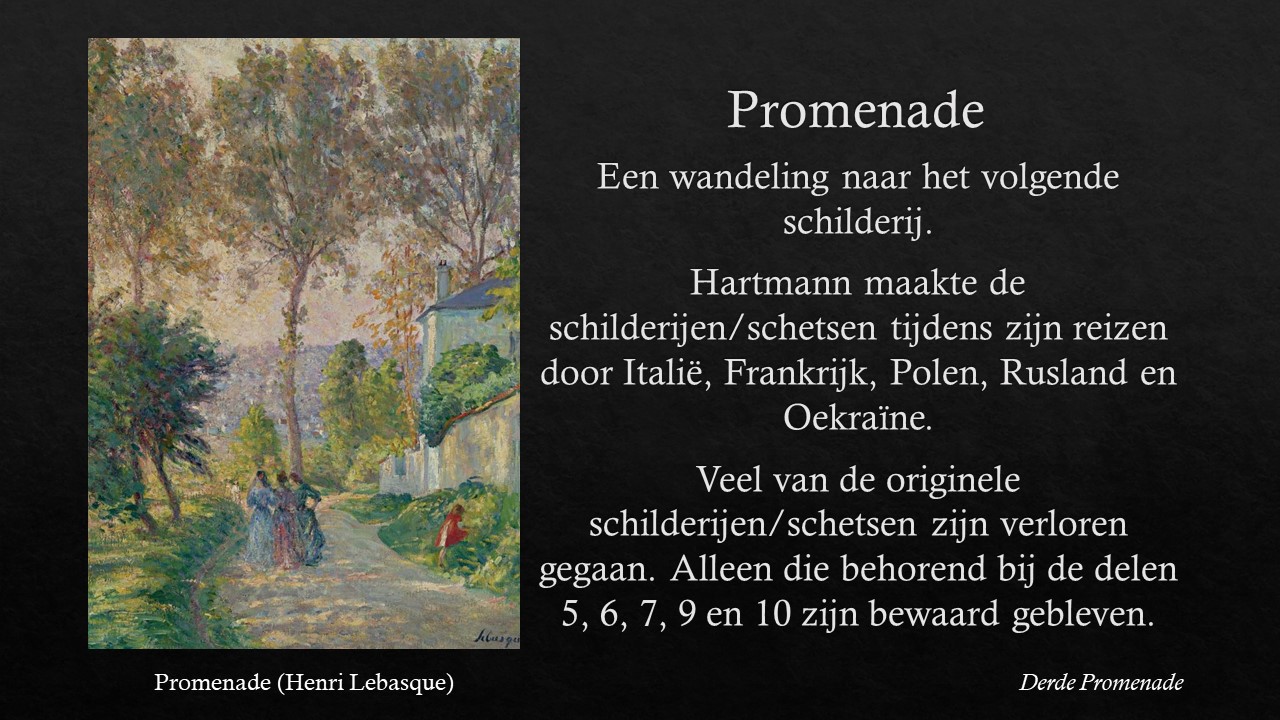 Promenade
Een wandeling naar het volgende
schilderij.
Hartmann maakte de
schilderijen/schetsen tijdens zijn reizen
door Italië, Frankrijk, Polen, Rusland en
Oekraïne.
Veel van de originele
schilderijen/schetsen zijn verloren
gegaan. Alleen die behorend bij de delen
5, 6, 7, 9 en 10 zijn bewaard gebleven.
Promenade (Henri Lebasque)
Derde Promenade